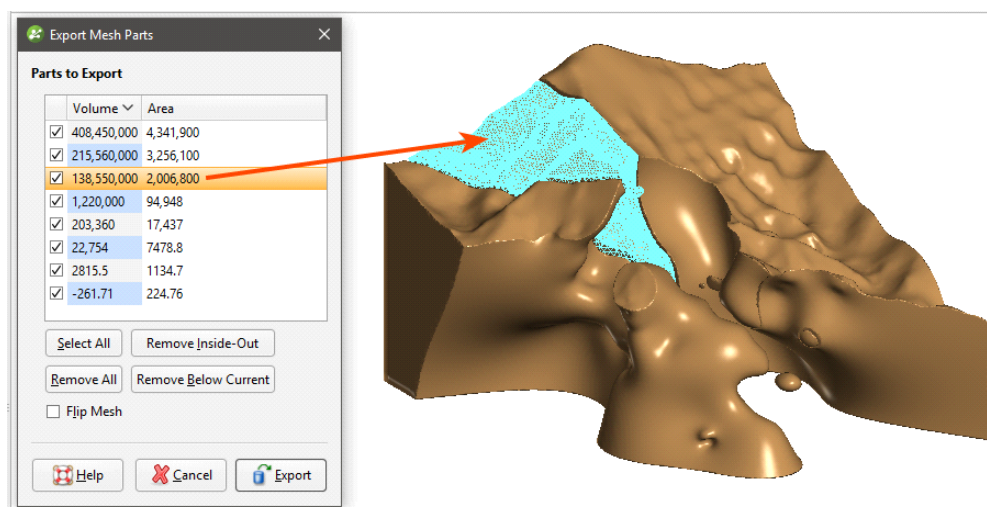 Export Mesh Parts
Parts to Export
Volume Area
408,450,000 4,341,900
215,560,000 3,256,100
138,550,000 2,006,800
1,220,000 94,948
203,360 17,437
22,754 7478.8
2815.5 1134.7
-261.71 224.76
Select All Remove Inside-Out
Remove All Remove Below Current
Flip Mesh
Help Cancel Export